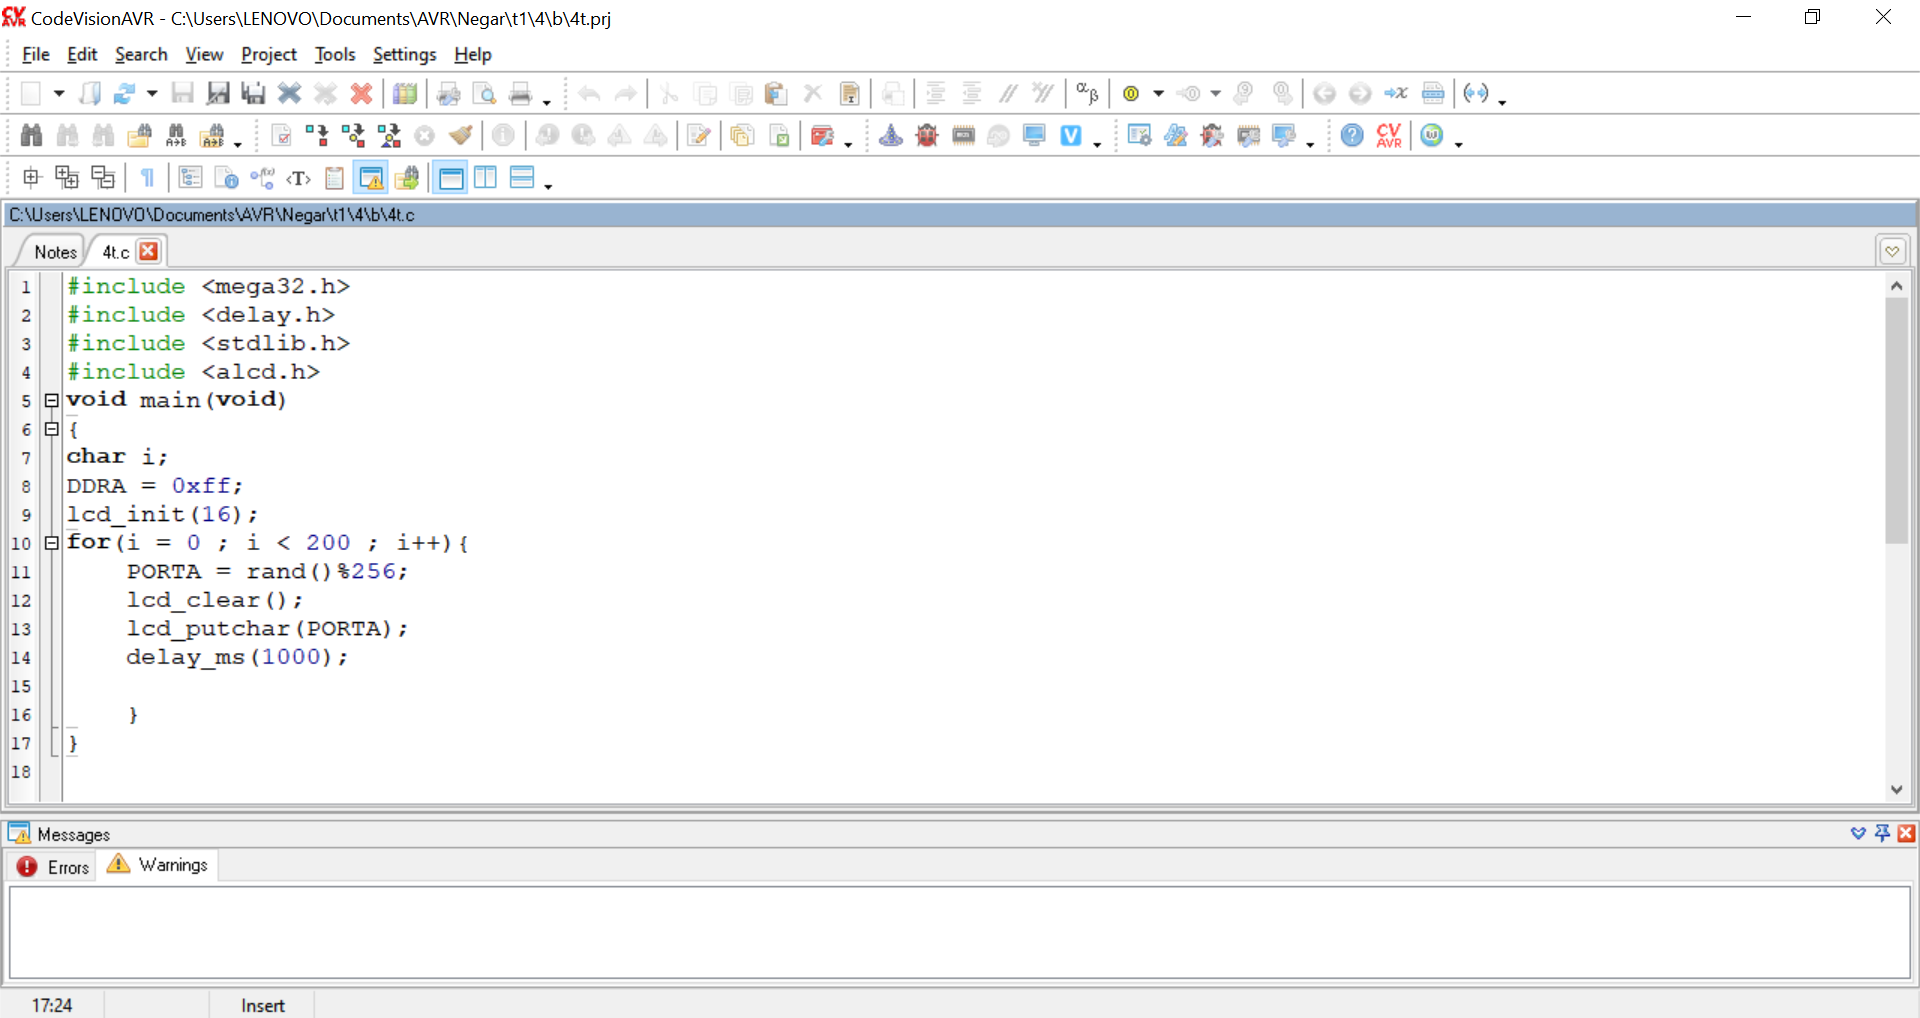 CodeVisionAVR - C:\Users\LENOVO\Documents\AVR\Negar\t1\4\b\4t.prj
File Edit Search View Project Tools Settings Help
C:\Users\LENOVO\Documents\AVR\Negar\t1\4\b\4t.c
Notes 4t.c
1 #include <mega32.h>
2 #include <delay.h>
3 #include <stdlib.h>
4 #include <alcd.h>
5 void main(void)
6 {
7 char i;
8 DDRA = 0xff;
9 lcd_init(16);
10 for(i = 0 ; i < 200 ; i++){
11 PORTA = rand()%256;
12 lcd_clear();
13 lcd_putchar(PORTA);
14 delay_ms(1000);
15
16 }
17 }
18
Messages
Errors Warnings
17:24 Insert